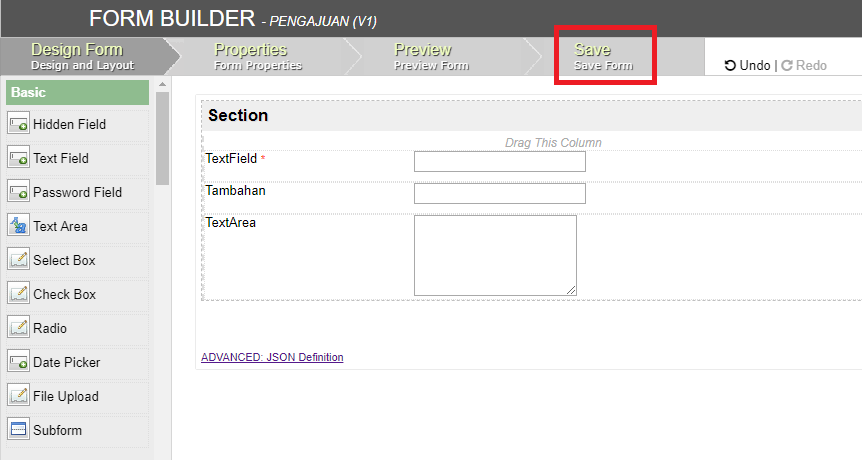 FORM BUILDER - PENGAJUAN (V1)
Design Form
Design and Layout
Properties
Form Properties
Preview
Preview Form
Save
Save Form
Undo | Redo
Basic
Hidden Field
Text Field
Password Field
Text Area
Select Box
Check Box
Radio
Date Picker
File Upload
Subform
Section
Drag This Column
TextField *
Tambahan
TextArea
ADVANCED: JSON Definition